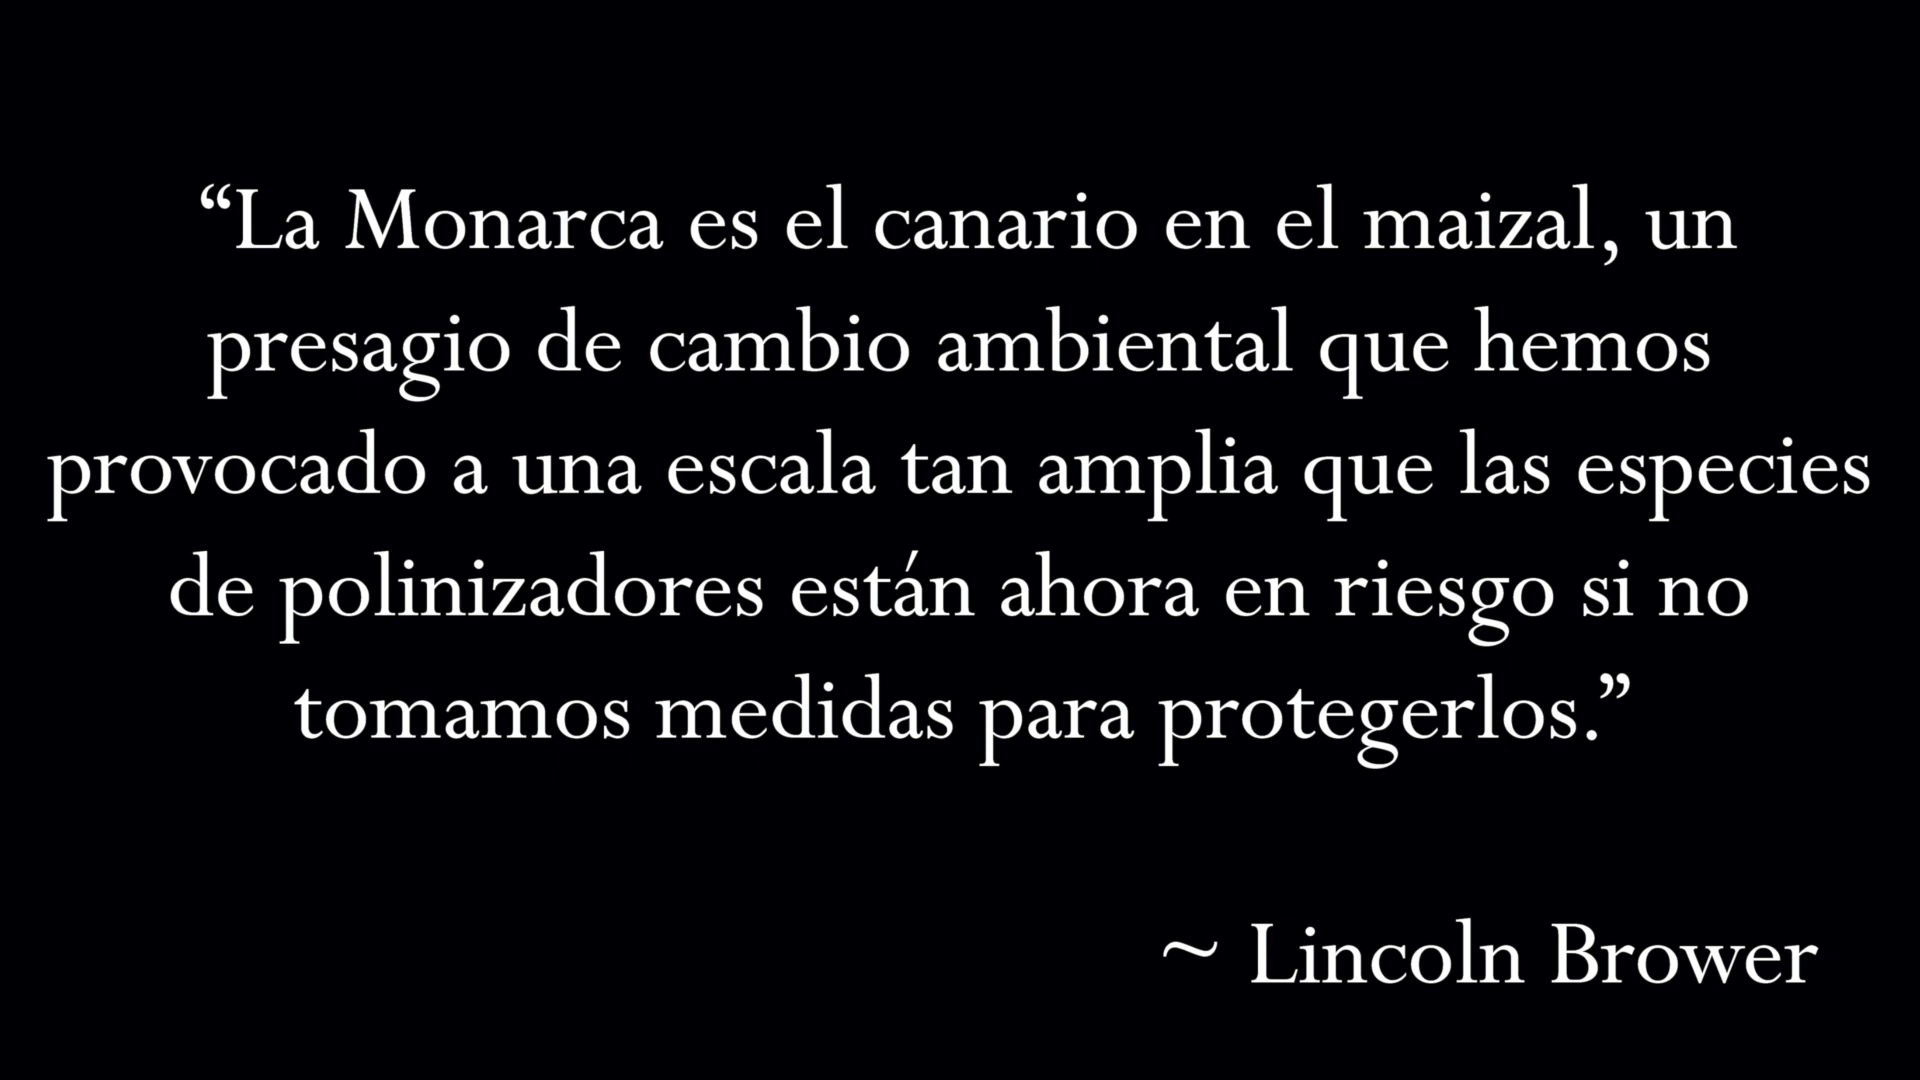 “La Monarca es el canario en el maizal, un
presagio de cambio ambiental que hemos
provocado a una escala tan amplia que las especies
de polinizadores están ahora en riesgo si no
tomamos medidas para protegerlos.”
~ Lincoln Brower